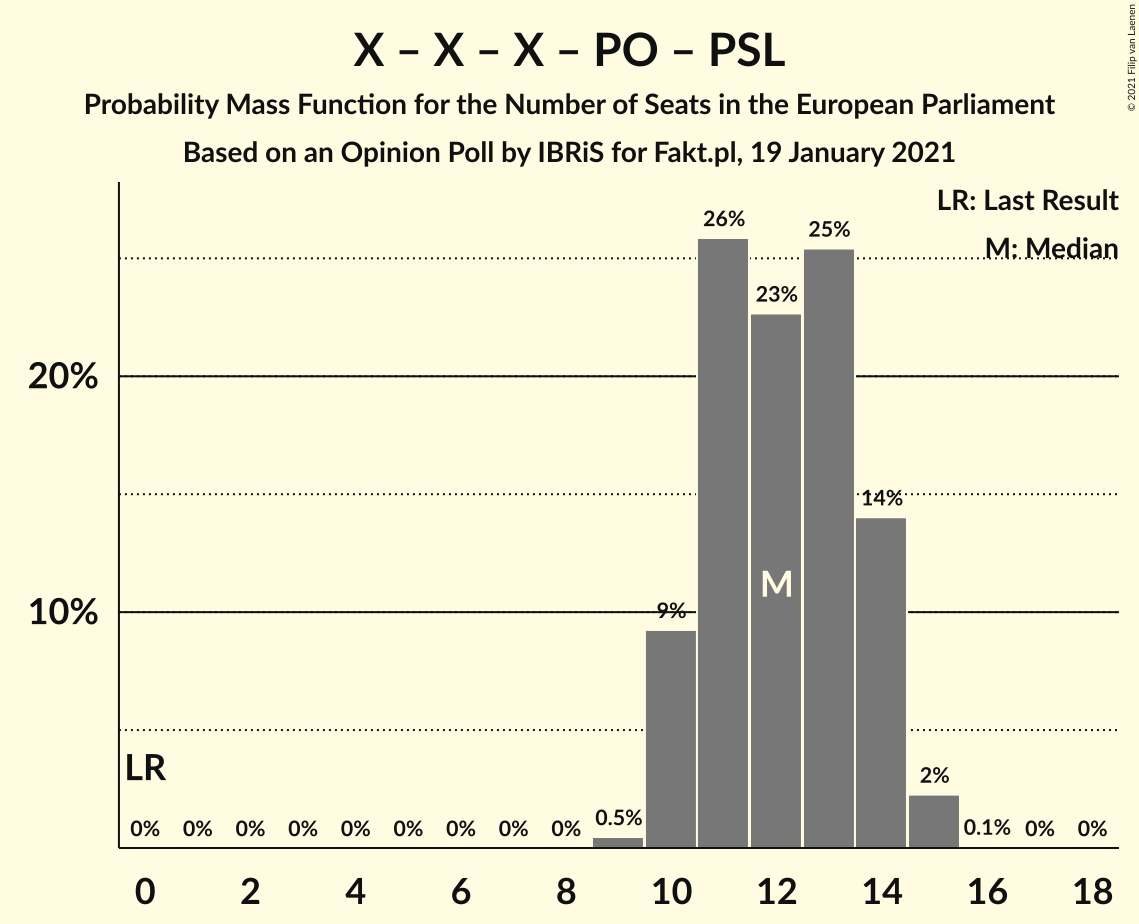 X – X – X – PO – PSL
Probability Mass Function for the Number of Seats in the European Parliament
Based on an Opinion Poll by IBRiS for Fakt.pl, 19 January 2021
© 2021 Filip van Laenen
LR: Last Result
M: Median
26%
25%
23%
20%
14%
M
10%
9%
LR
2%
0% 0% 0% 0% 0% 0% 0% 0% 0% 0.5% 0.1% 0% 0%
0 2 4 6 8 10 12 14 16 18